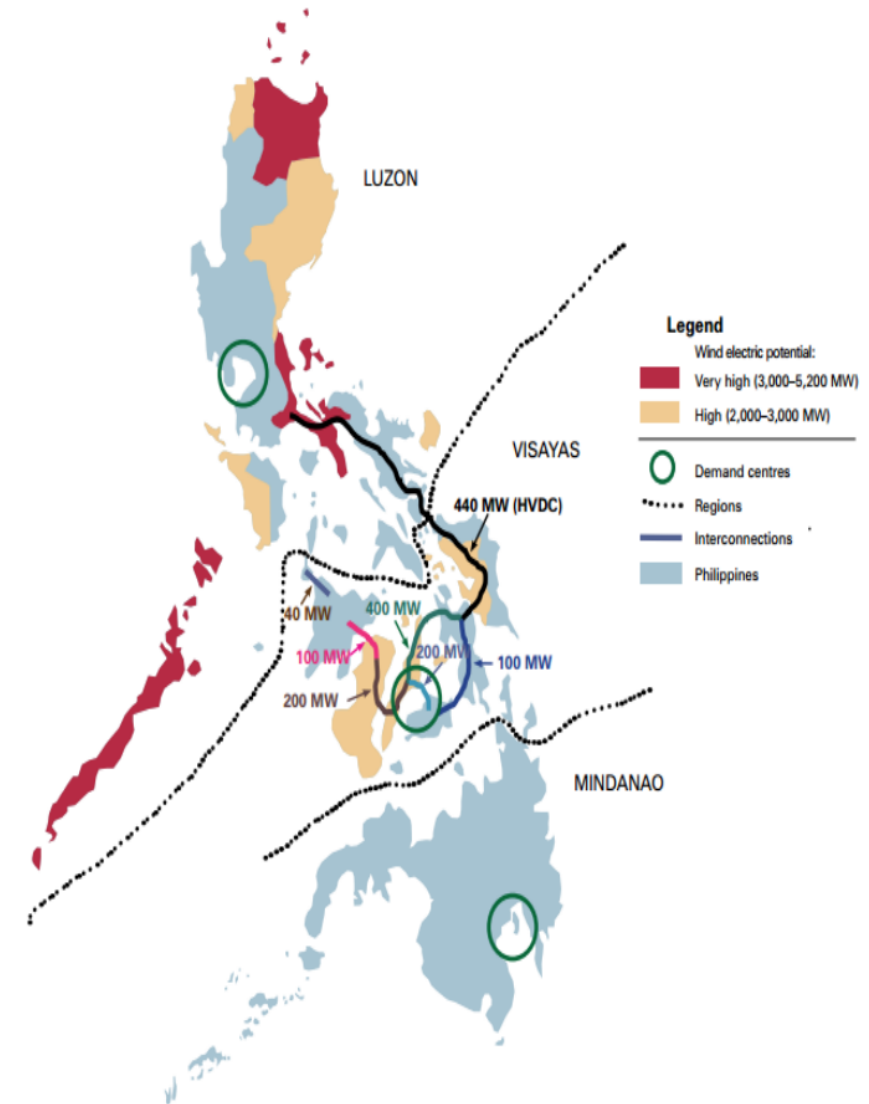 LUZON
Legend
Wind electric potential:
Very high (3,000–5,200 MW)
High (2,000–3,000 MW)
Demand centres
Regions
Interconnections
Philippines
VISAYAS
440 MW (HVDC)
40 MW
400 MW
100 MW
200 MW
100 MW
200 MW
MINDANAO